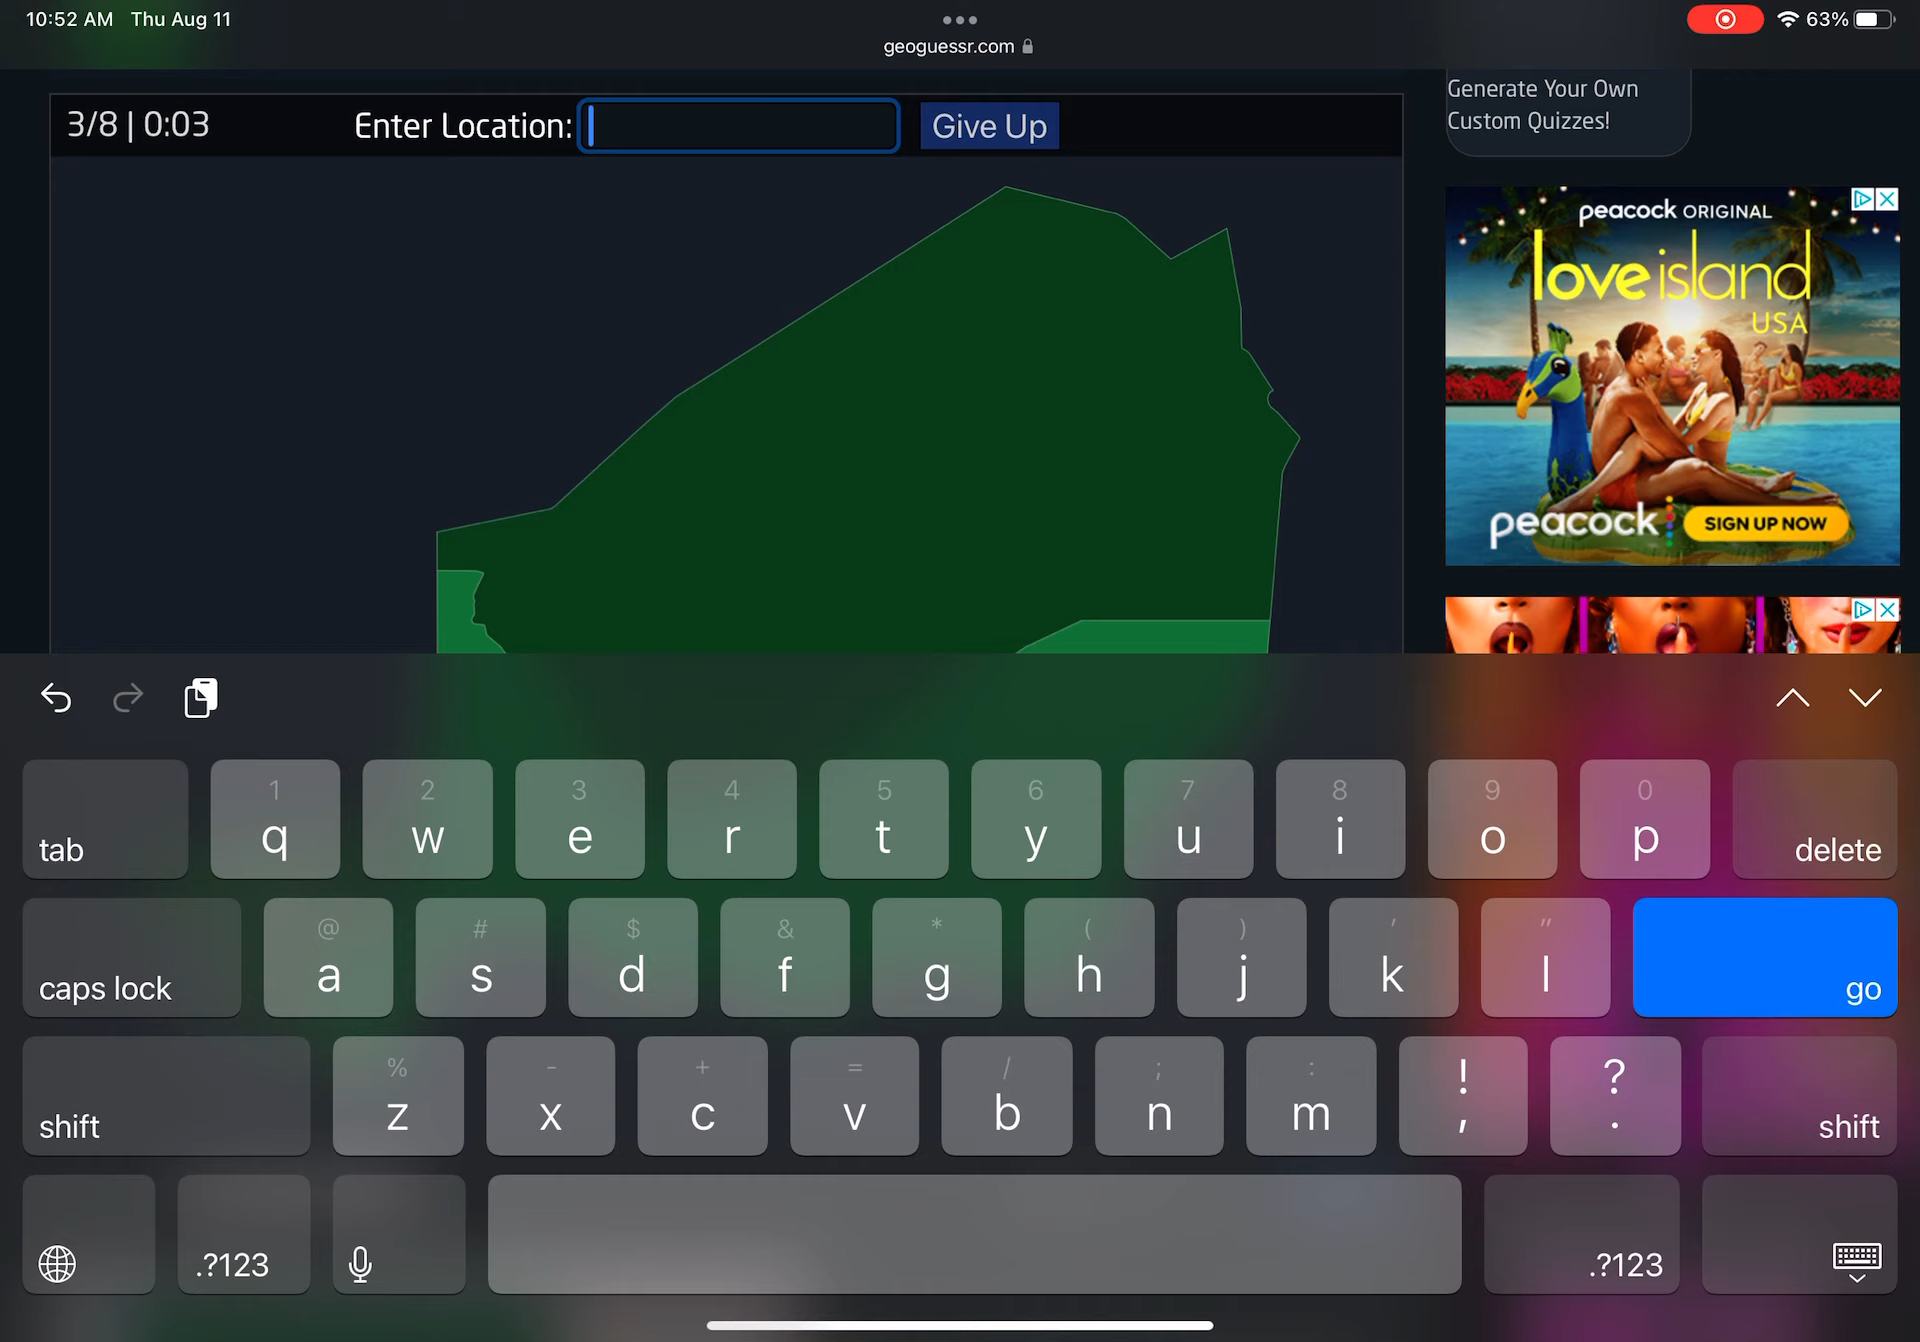 10:52 AM Thu Aug 11
63%
geoguessr.com
3/8 | 0:03
Enter Location:
Give Up
Generate Your Own
Custom Quizzes!
peacock ORIGINAL
love island
USA
peacock
SIGN UP NOW
tab
1 2 3 4 5 6 7 8 9 0
q w e r t y u i o p
delete
@ # $ & * ( ) ' "
caps lock
a s d f g h j k l
go
% - + = / ; : ! ?
shift
z x c v b n m , .
shift
.?123
.?123